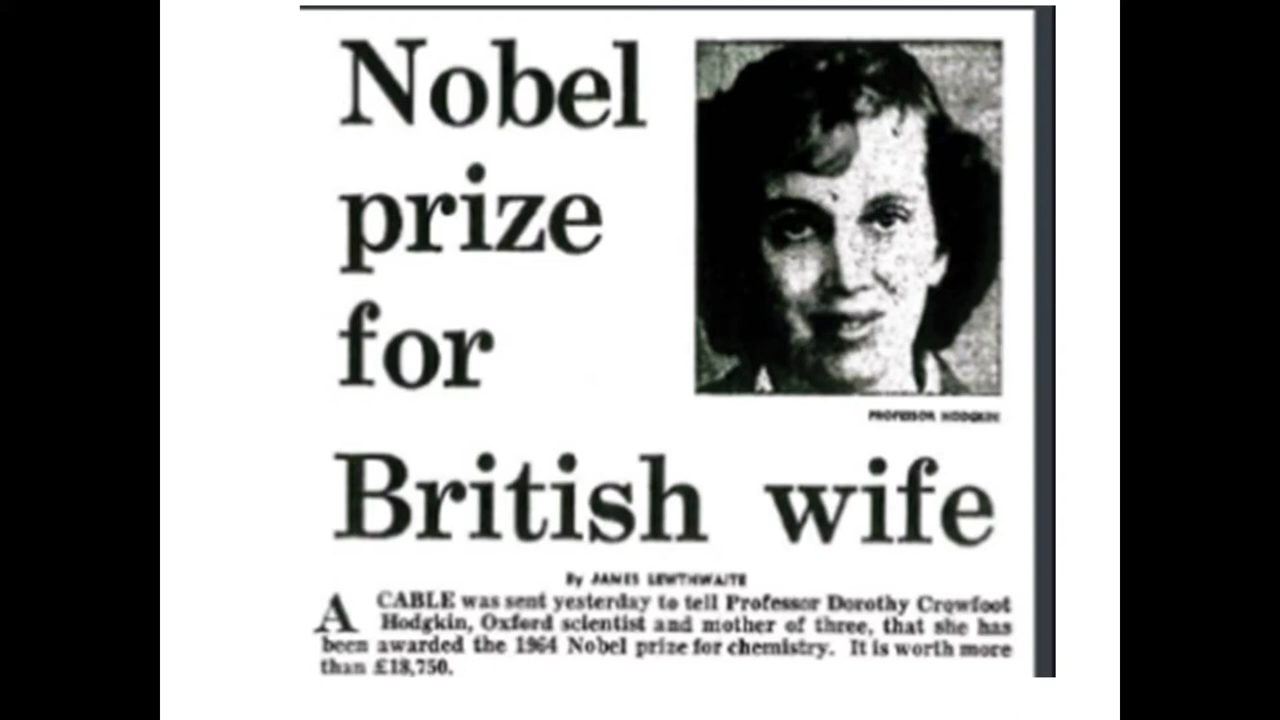 Nobel
prize
for
British wife
PROFESSOR HODGKIN
By JAMES LEWTHWAITE
A CABLE was sent yesterday to tell Professor Dorothy Crowfoot
Hodgkin, Oxford scientist and mother of three, that she has
been awarded the 1964 Nobel prize for chemistry. It is worth more
than £18,750.